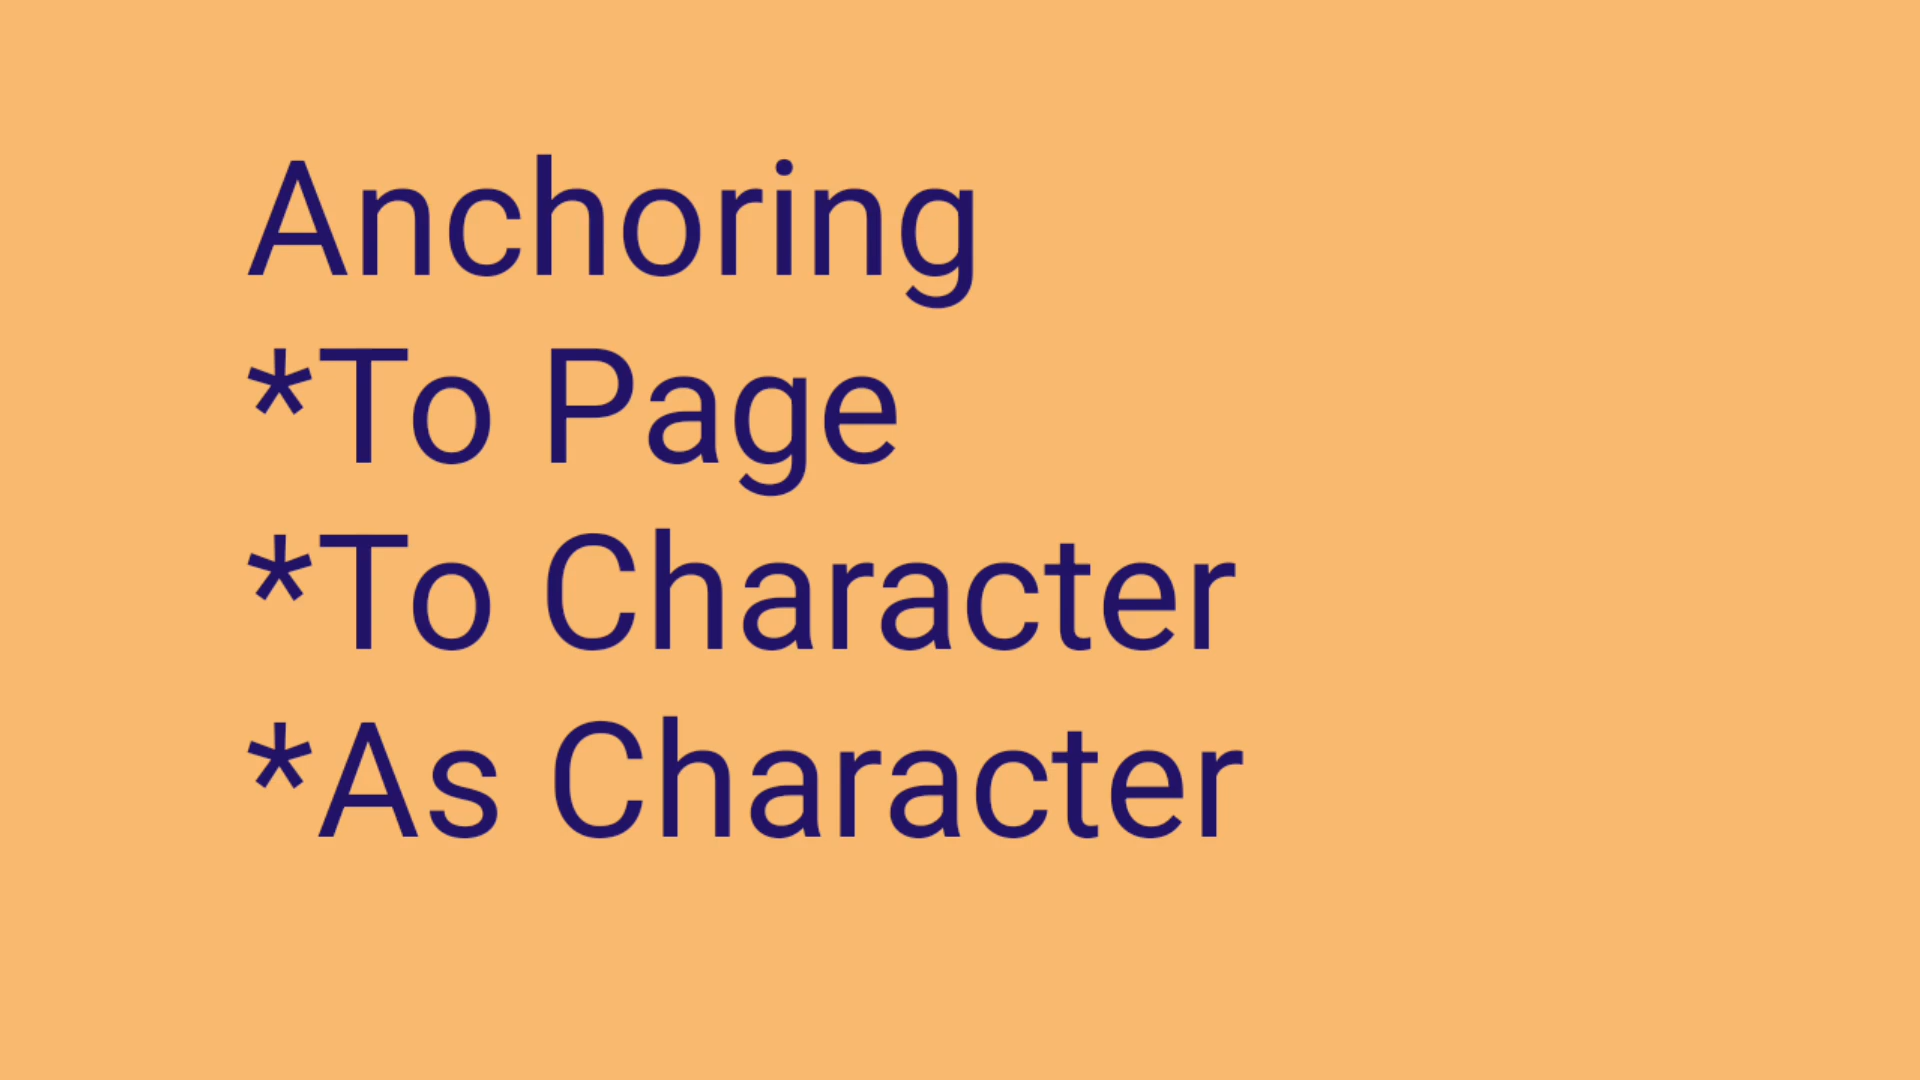 Anchoring
*To Page
*To Character
*As Character